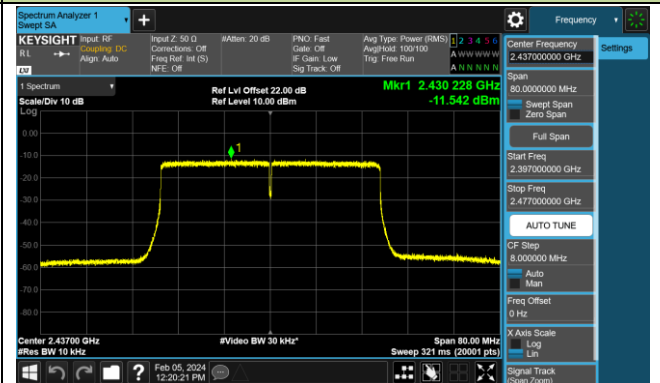 Spectrum Analyzer 1
Swept SA
+
Frequency
KEYSIGHT
Input: RF
Coupling: DC
Align: Auto
Input Z: 50 Ω
Corrections: Off
Freq Ref: Int (S)
NFE: Off
#Atten: 20 dB
PNO: Fast
Gate: Off
IF Gain: Low
Sig Track: Off
Avg Type: Power (RMS)
Avg|Hold: 100/100
Trig: Free Run
1 2 3 4 5 6
A W W W W W
A N N N N N
RL
LXI
1 Spectrum
Scale/Div 10 dB
Log
Ref Lvl Offset 22.00 dB
Ref Level 10.00 dBm
Mkr1 2.430 228 GHz
-11.542 dBm
1
0.00
-10.0
-20.0
-30.0
-40.0
-50.0
-60.0
-70.0
-80.0
Center 2.43700 GHz
#Res BW 10 kHz
#Video BW 30 kHz*
Span 80.00 MHz
Sweep 321 ms (20001 pts)
Feb 05, 2024
12:20:21 PM
?
Center Frequency
2.437000000 GHz
Settings
Span
80.0000000 MHz
Swept Span
Zero Span
Full Span
Start Freq
2.397000000 GHz
Stop Freq
2.477000000 GHz
AUTO TUNE
CF Step
8.000000 MHz
Auto
Man
Freq Offset
0 Hz
X Axis Scale
Log
Lin
Signal Track
(Span Zoom)